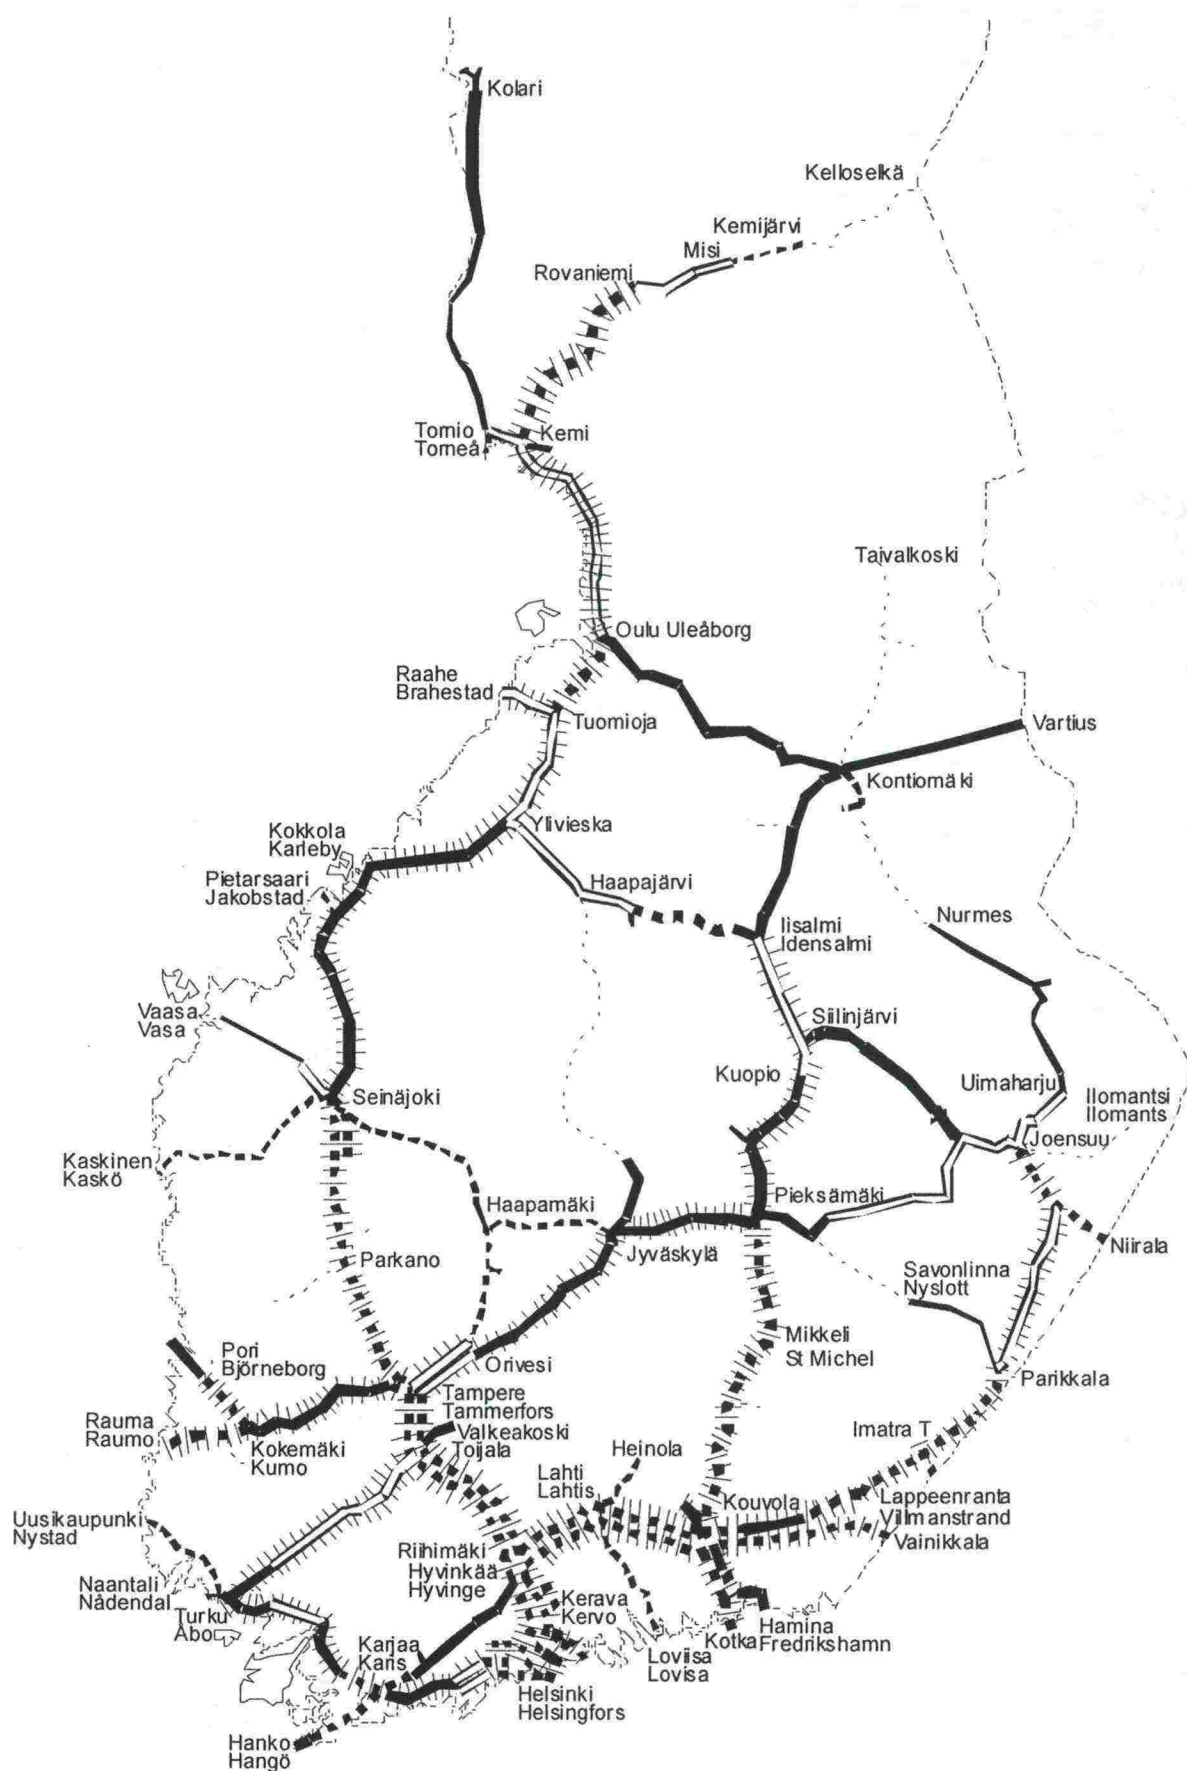 Kolari
Kelloselkä
Kemijärvi
Misi
Rovaniemi
Tornio
Torneå
Kemi
Taivalkoski
Oulu Uleåborg
Raahe
Brahestad
Tuomioja
Vartius
Kontiomäki
Ylivieska
Kokkola
Karleby
Pietarsaari
Jakobstad
Haapajärvi
Nurmes
Iisalmi
Idensalmi
Vaasa
Vasa
Siilinjärvi
Kuopio
Uimaharju
Ilomantsi
Ilomants
Seinäjoki
Joensuu
Kaskinen
Kaskö
Haapamäki
Pieksämäki
Niirala
Jyväskylä
Parkano
Savonlinna
Nyslott
Mikkeli
St Michel
Pori
Björneborg
Orivesi
Parikkala
Tampere
Tammerfors
Rauma
Raumo
Valkeakoski
Toijala
Imatra T
Kokemäki
Kumo
Heinola
Lahti
Lahtis
Kouvola
Lappeenranta
Villmanstrand
Vainikkala
Uusikaupunki
Nystad
Riihimäki
Hyvinkää
Hyvinge
Naantali
Nådendal
Turku
Åbo
Kerava
Kervo
Hamina
Fredrikshamn
Kotka
Karjaa
Karis
Loviisa
Lovisa
Helsinki
Helsingfors
Hanko
Hangö